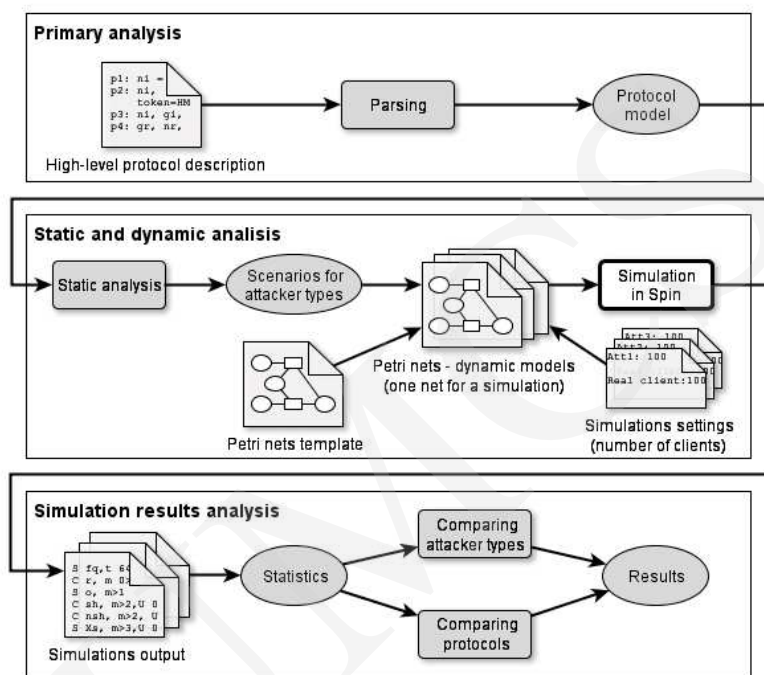 Primary analysis
p1: ni =
p2: ni,
token=HM
p3: ni, gi,
p4: gr, nr,
High-level protocol description
Parsing
Protocol
model
Static and dynamic analisis
Static analysis
Scenarios for
attacker types
Petri nets template
Petri nets - dynamic models
(one net for a simulation)
Simulation
in Spin
Att3: 100
Att1: 100
Real client:100
Simulations settings
(number of clients)
Simulation results analysis
S fq,t 60
C r, m 0>
S o, m>1
C sh, m>2,U 0
C nsh, m>2, U
S Xs, m>3,U 0
Simulations output
Statistics
Comparing
attacker types
Comparing
protocols
Results